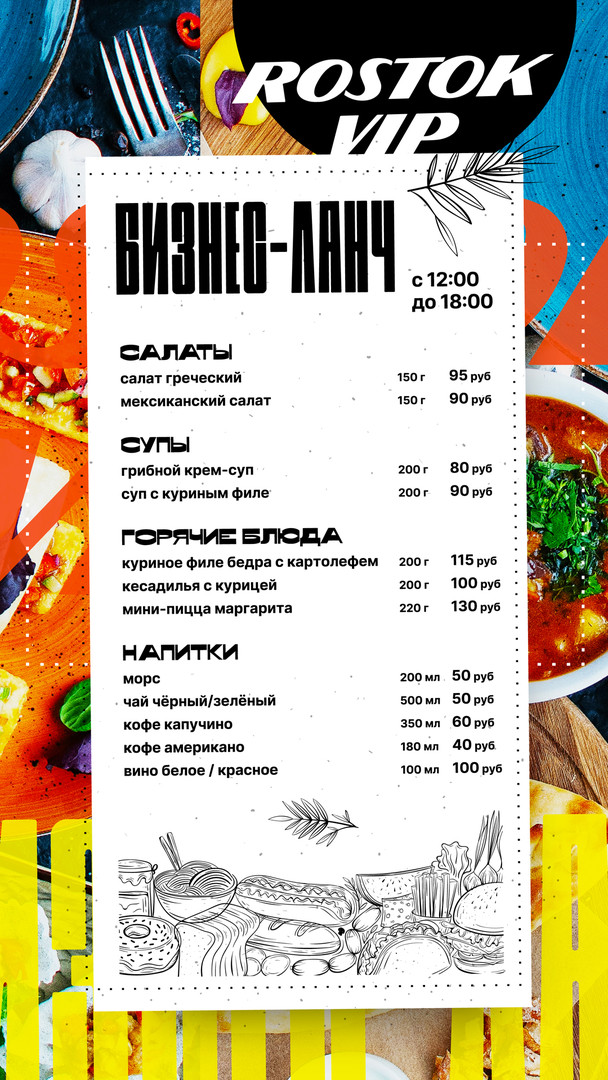 ROSTOK
VIP
БИЗНЕС-ЛАНЧ
с 12:00
до 18:00
САЛАТЫ
салат греческий 150 г 95 руб
мексиканский салат 150 г 90 руб
СУПЫ
грибной крем-суп 200 г 80 руб
суп с куриным филе 200 г 90 руб
ГОРЯЧИЕ БЛЮДА
куриное филе бедра с картолефем 200 г 115 руб
кесадилья с курицей 200 г 100 руб
мини-пицца маргарита 220 г 130 руб
НАПИТКИ
морс 200 мл 50 руб
чай чёрный/зелёный 500 мл 50 руб
кофе капучино 350 мл 60 руб
кофе американо 180 мл 40 руб
вино белое / красное 100 мл 100 руб